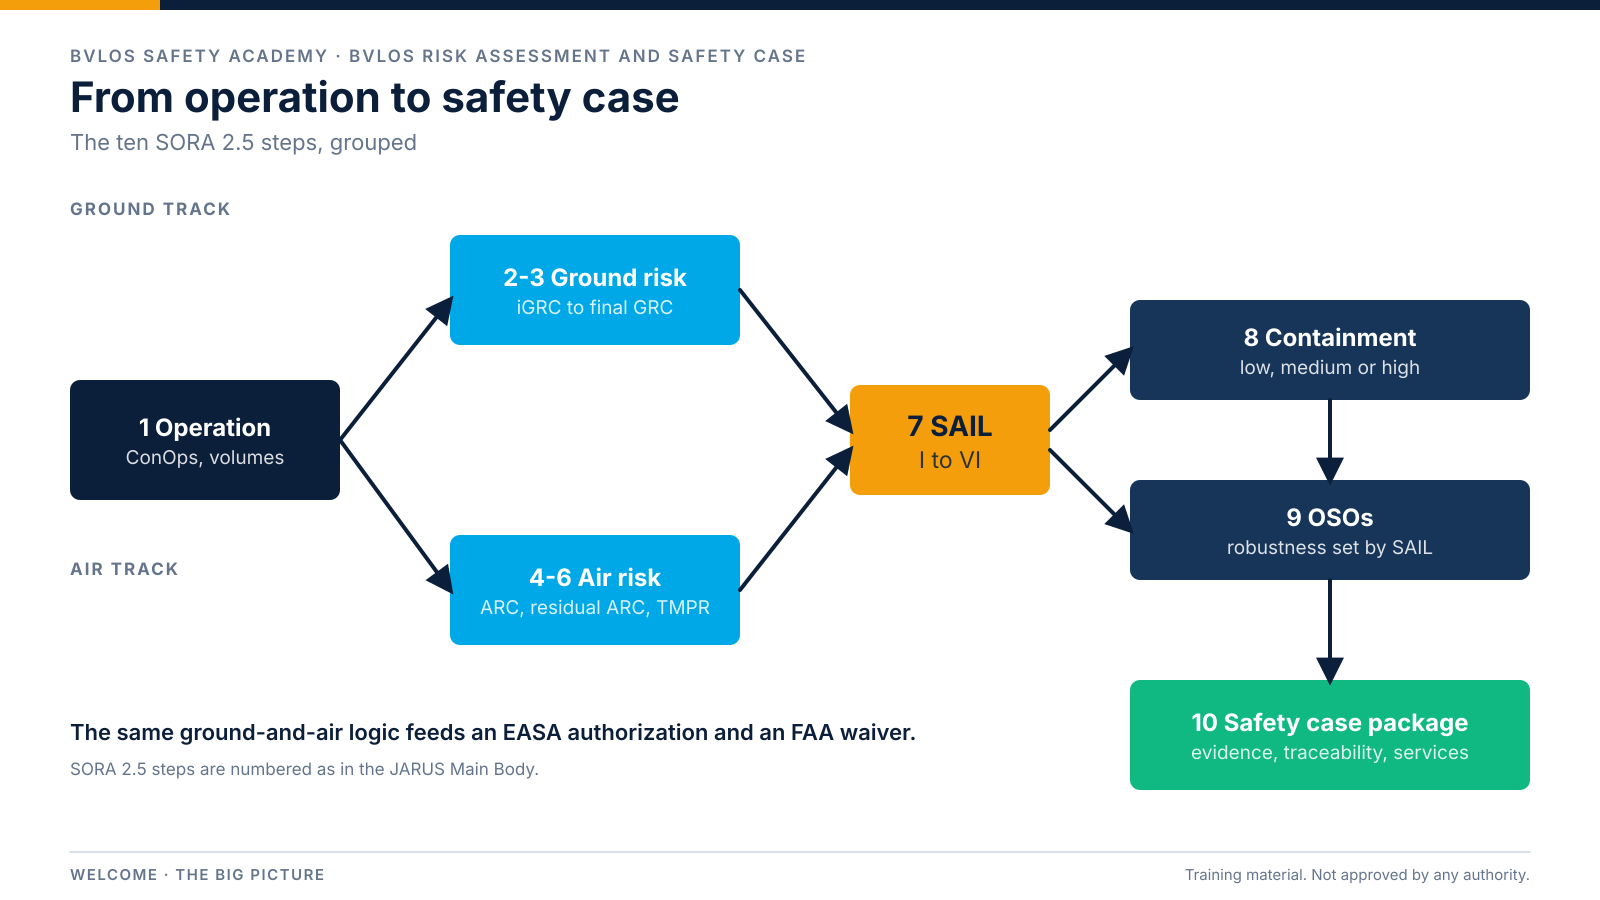 BVLOS SAFETY ACADEMY · BVLOS RISK ASSESSMENT AND SAFETY CASE
From operation to safety case
The ten SORA 2.5 steps, grouped
GROUND TRACK
2-3 Ground risk
iGRC to final GRC
1 Operation
ConOps, volumes
AIR TRACK
4-6 Air risk
ARC, residual ARC, TMPR
7 SAIL
I to VI
8 Containment
low, medium or high
9 OSOs
robustness set by SAIL
10 Safety case package
evidence, traceability, services
The same ground-and-air logic feeds an EASA authorization and an FAA waiver.
SORA 2.5 steps are numbered as in the JARUS Main Body.
WELCOME · THE BIG PICTURE
Training material. Not approved by any authority.